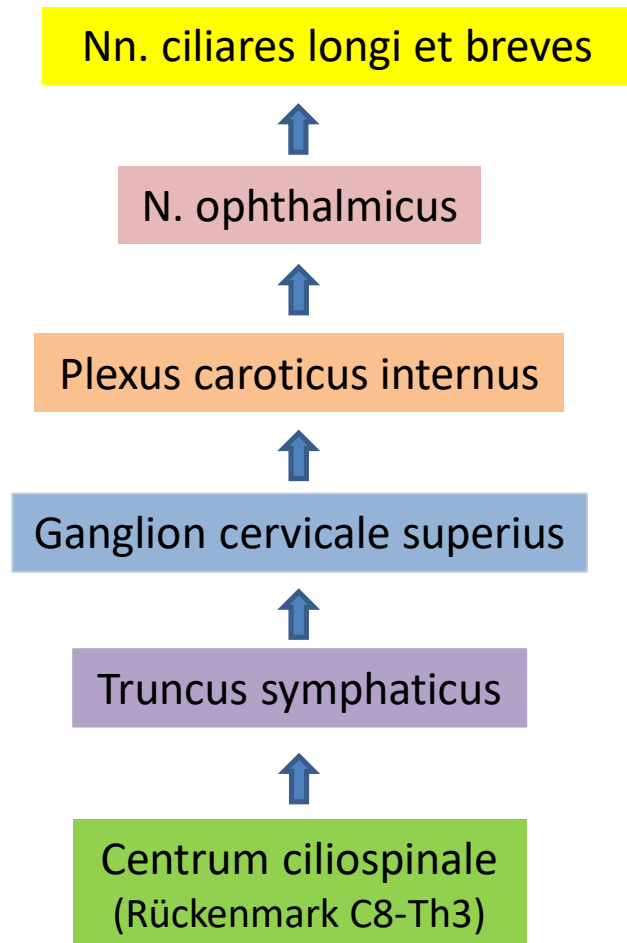 Nn. ciliares longi et breves
N. ophthalmicus
Plexus caroticus internus
Ganglion cervicale superius
Truncus symphaticus
Centrum ciliospinale
(Rückenmark C8-Th3)